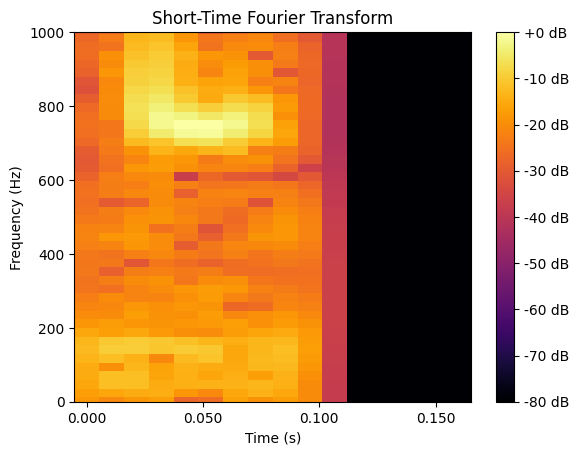 Short-Time Fourier Transform
Frequency (Hz)
1000
800
600
400
200
0
0.000
0.050
0.100
0.150
Time (s)
+0 dB
-10 dB
-20 dB
-30 dB
-40 dB
-50 dB
-60 dB
-70 dB
-80 dB